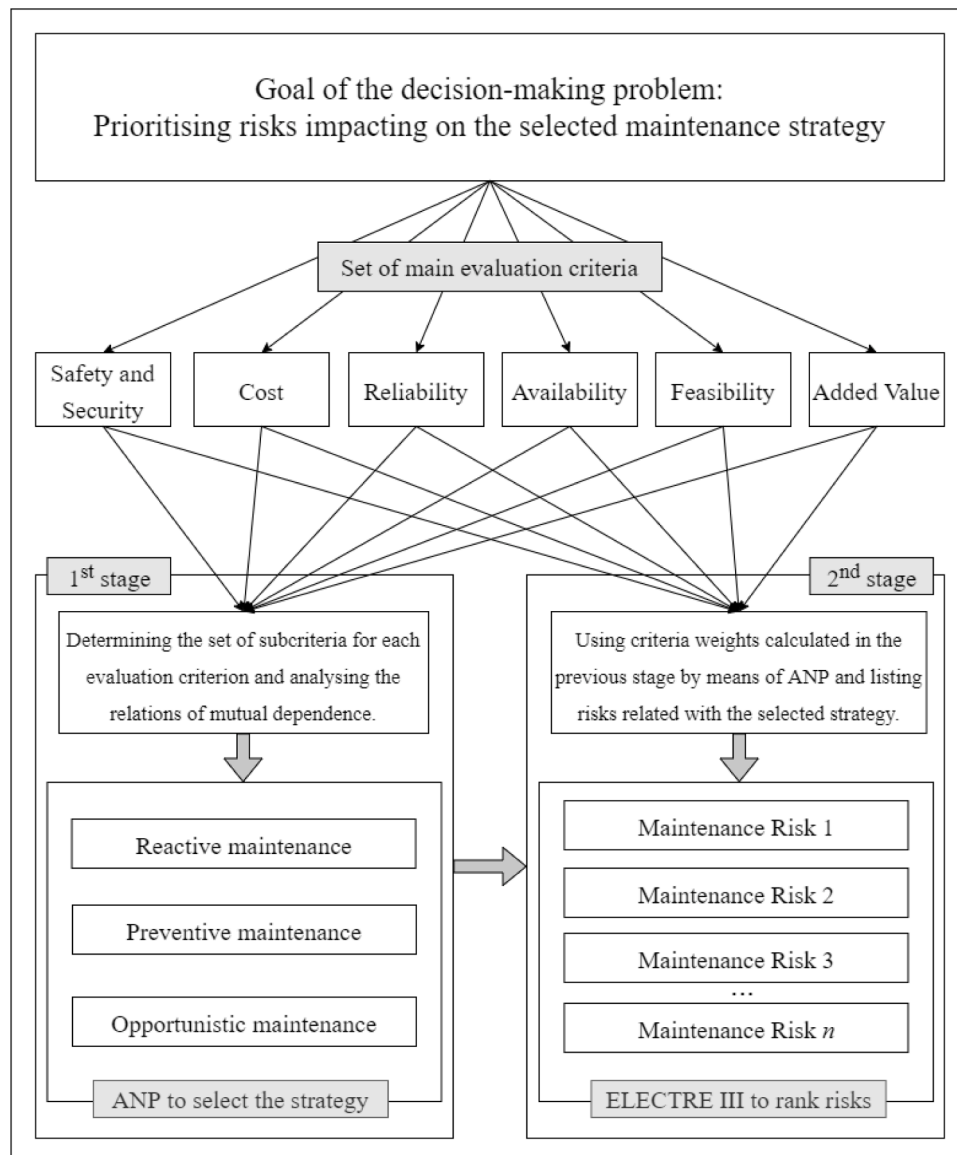 Goal of the decision-making problem:
Prioritising risks impacting on the selected maintenance strategy
Set of main evaluation criteria
Safety and
Security
Cost
Reliability
Availability
Feasibility
Added Value
1st stage
Determining the set of subcriteria for each
evaluation criterion and analysing the
relations of mutual dependence.
Reactive maintenance
Preventive maintenance
Opportunistic maintenance
ANP to select the strategy
2nd stage
Using criteria weights calculated in the
previous stage by means of ANP and listing
risks related with the selected strategy.
Maintenance Risk 1
Maintenance Risk 2
Maintenance Risk 3
...
Maintenance Risk n
ELECTRE III to rank risks